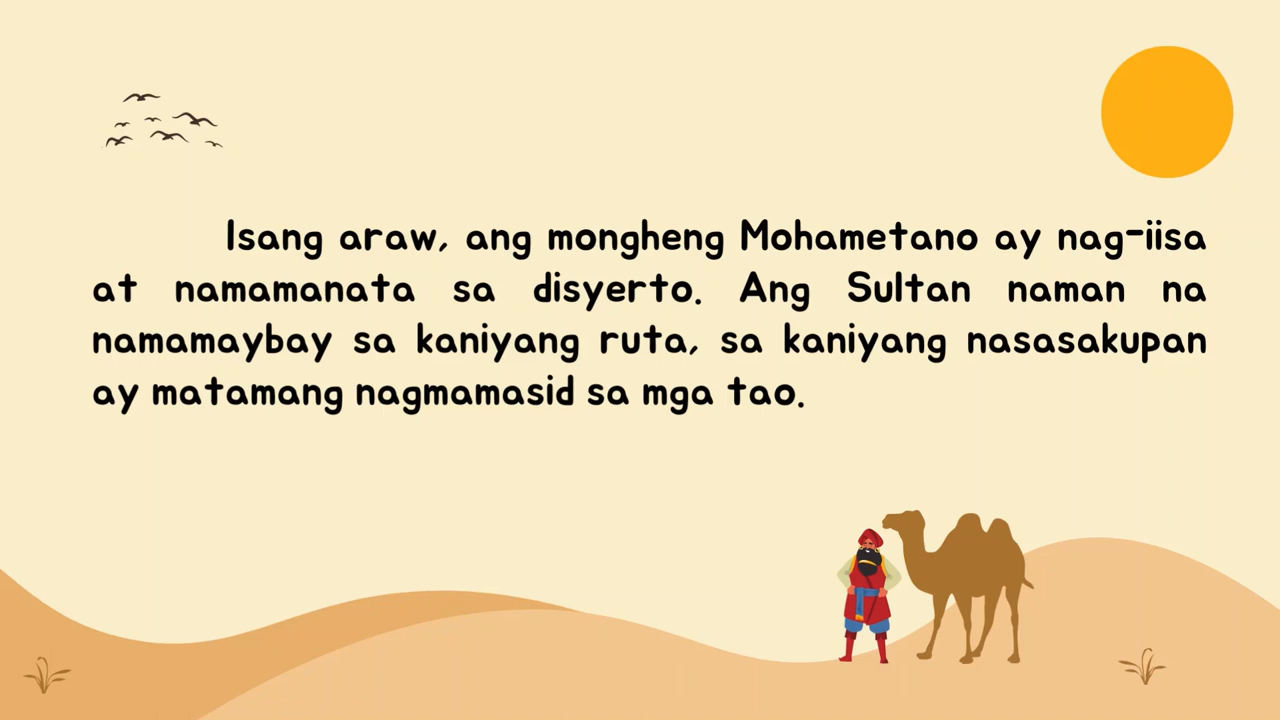 Isang araw, ang mongheng Mohametano ay nag-iisa
at namamanata sa disyerto. Ang Sultan naman na
namamaybay sa kaniyang ruta, sa kaniyang nasasakupan
ay matamang nagmamasid sa mga tao.